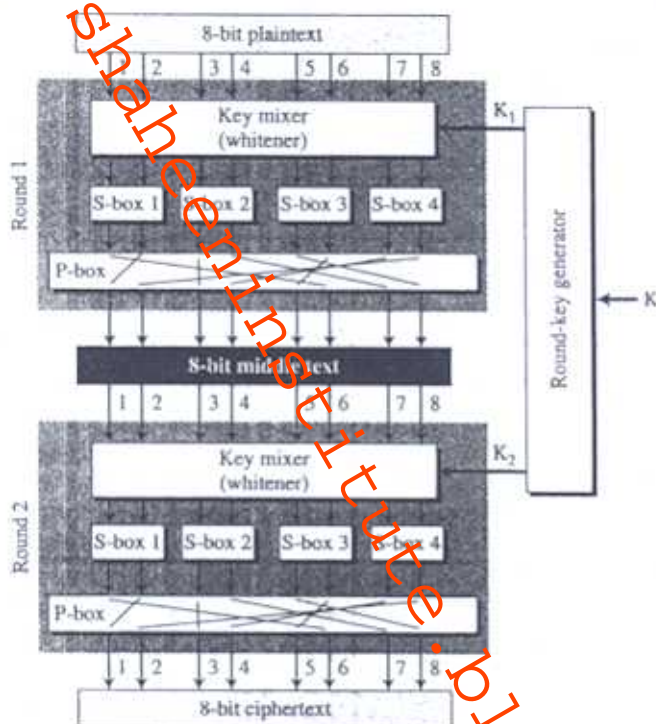 8-bit plaintext
1 2 3 4 5 6 7 8
Key mixer
(whitener)
K1
Round 1
S-box 1 S-box 2 S-box 3 S-box 4
P-box
Round-key generator
K
8-bit middle text
1 2 3 4 5 6 7 8
Key mixer
(whitener)
K2
Round 2
S-box 1 S-box 2 S-box 3 S-box 4
P-box
1 2 3 4 5 6 7 8
8-bit ciphertext
shaheeninstitute.bl